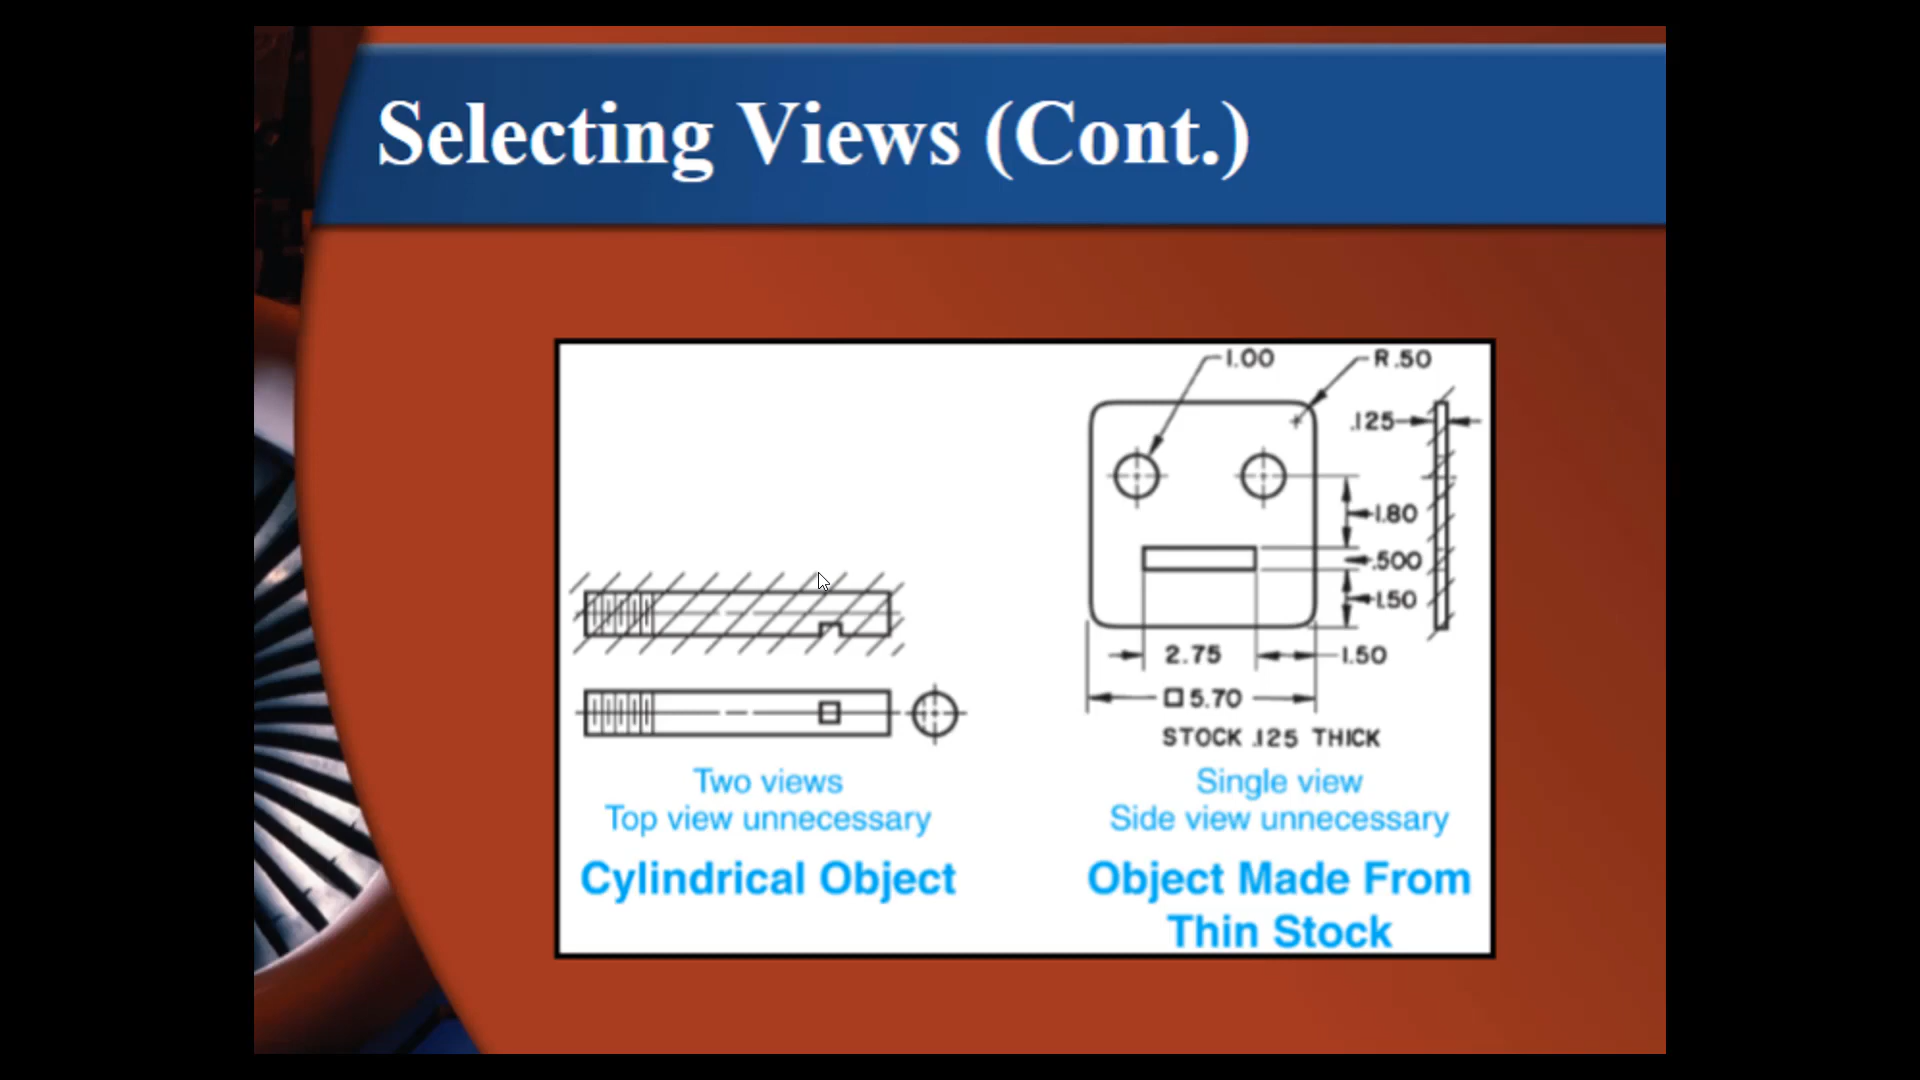 Selecting Views (Cont.)
1.00
R .50
.125
1.80
.500
1.50
2.75
1.50
5.70
STOCK .125 THICK
Two views
Top view unnecessary
Cylindrical Object
Single view
Side view unnecessary
Object Made From
Thin Stock